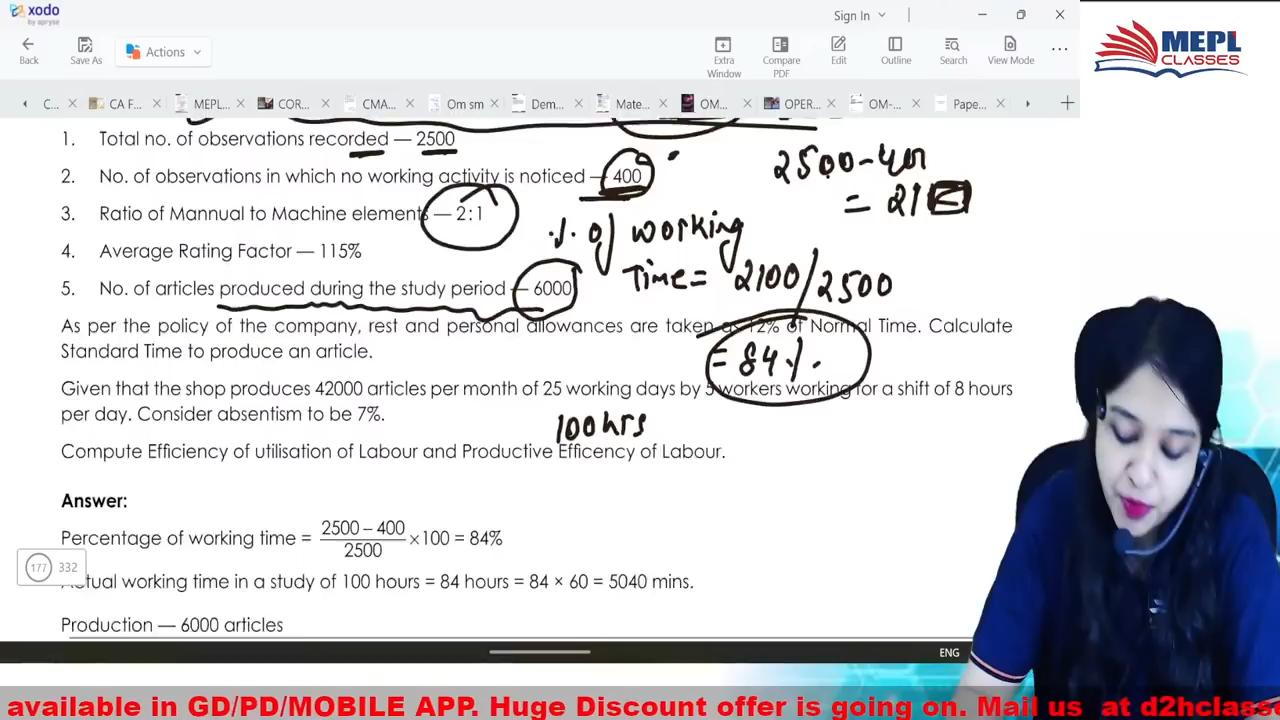 xodo
by apryse
Sign In
Back
Save As
Actions
Extra Window
Compare PDF
Edit
Outline
Search
View Mode
MEPL
CLASSES
C...
CA F...
MEPL...
COR...
CMA...
Om sm
Dem...
Mate...
OM...
OPER...
OM-...
Pape...
1. Total no. of observations recorded — 2500
2. No. of observations in which no working activity is noticed — 400
3. Ratio of Mannual to Machine elements — 2:1
4. Average Rating Factor — 115%
5. No. of articles produced during the study period — 6000
2500 - 400
= 21
% of working
Time = 2100/2500
= 84%
As per the policy of the company, rest and personal allowances are taken as 12% of Normal Time. Calculate
Standard Time to produce an article.
Given that the shop produces 42000 articles per month of 25 working days by 5 workers working for a shift of 8 hours
per day. Consider absentism to be 7%.
100 hrs
Compute Efficiency of utilisation of Labour and Productive Efficency of Labour.
Answer:
Percentage of working time = 2500 – 400 / 2500 ×100 = 84%
177 332
Actual working time in a study of 100 hours = 84 hours = 84 × 60 = 5040 mins.
Production — 6000 articles
ENG
available in GD/PD/MOBILE APP. Huge Discount offer is going on. Mail us at d2hclass